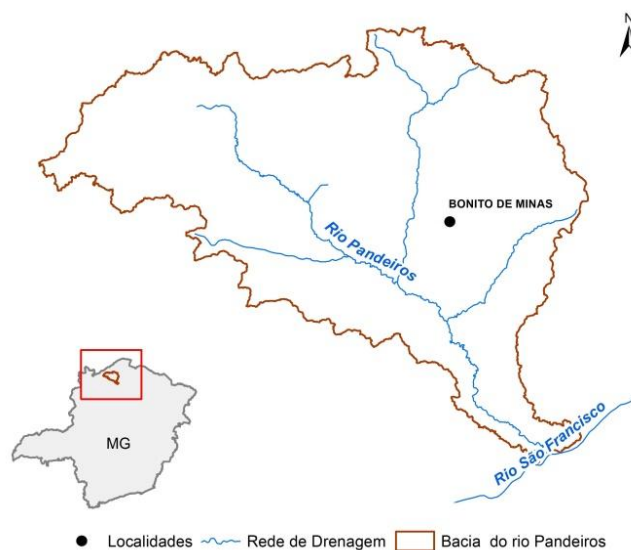 N
BONITO DE MINAS
Rio Pandeiros
Rio São Francisco
MG
Localidades Rede de Drenagem Bacia do rio Pandeiros